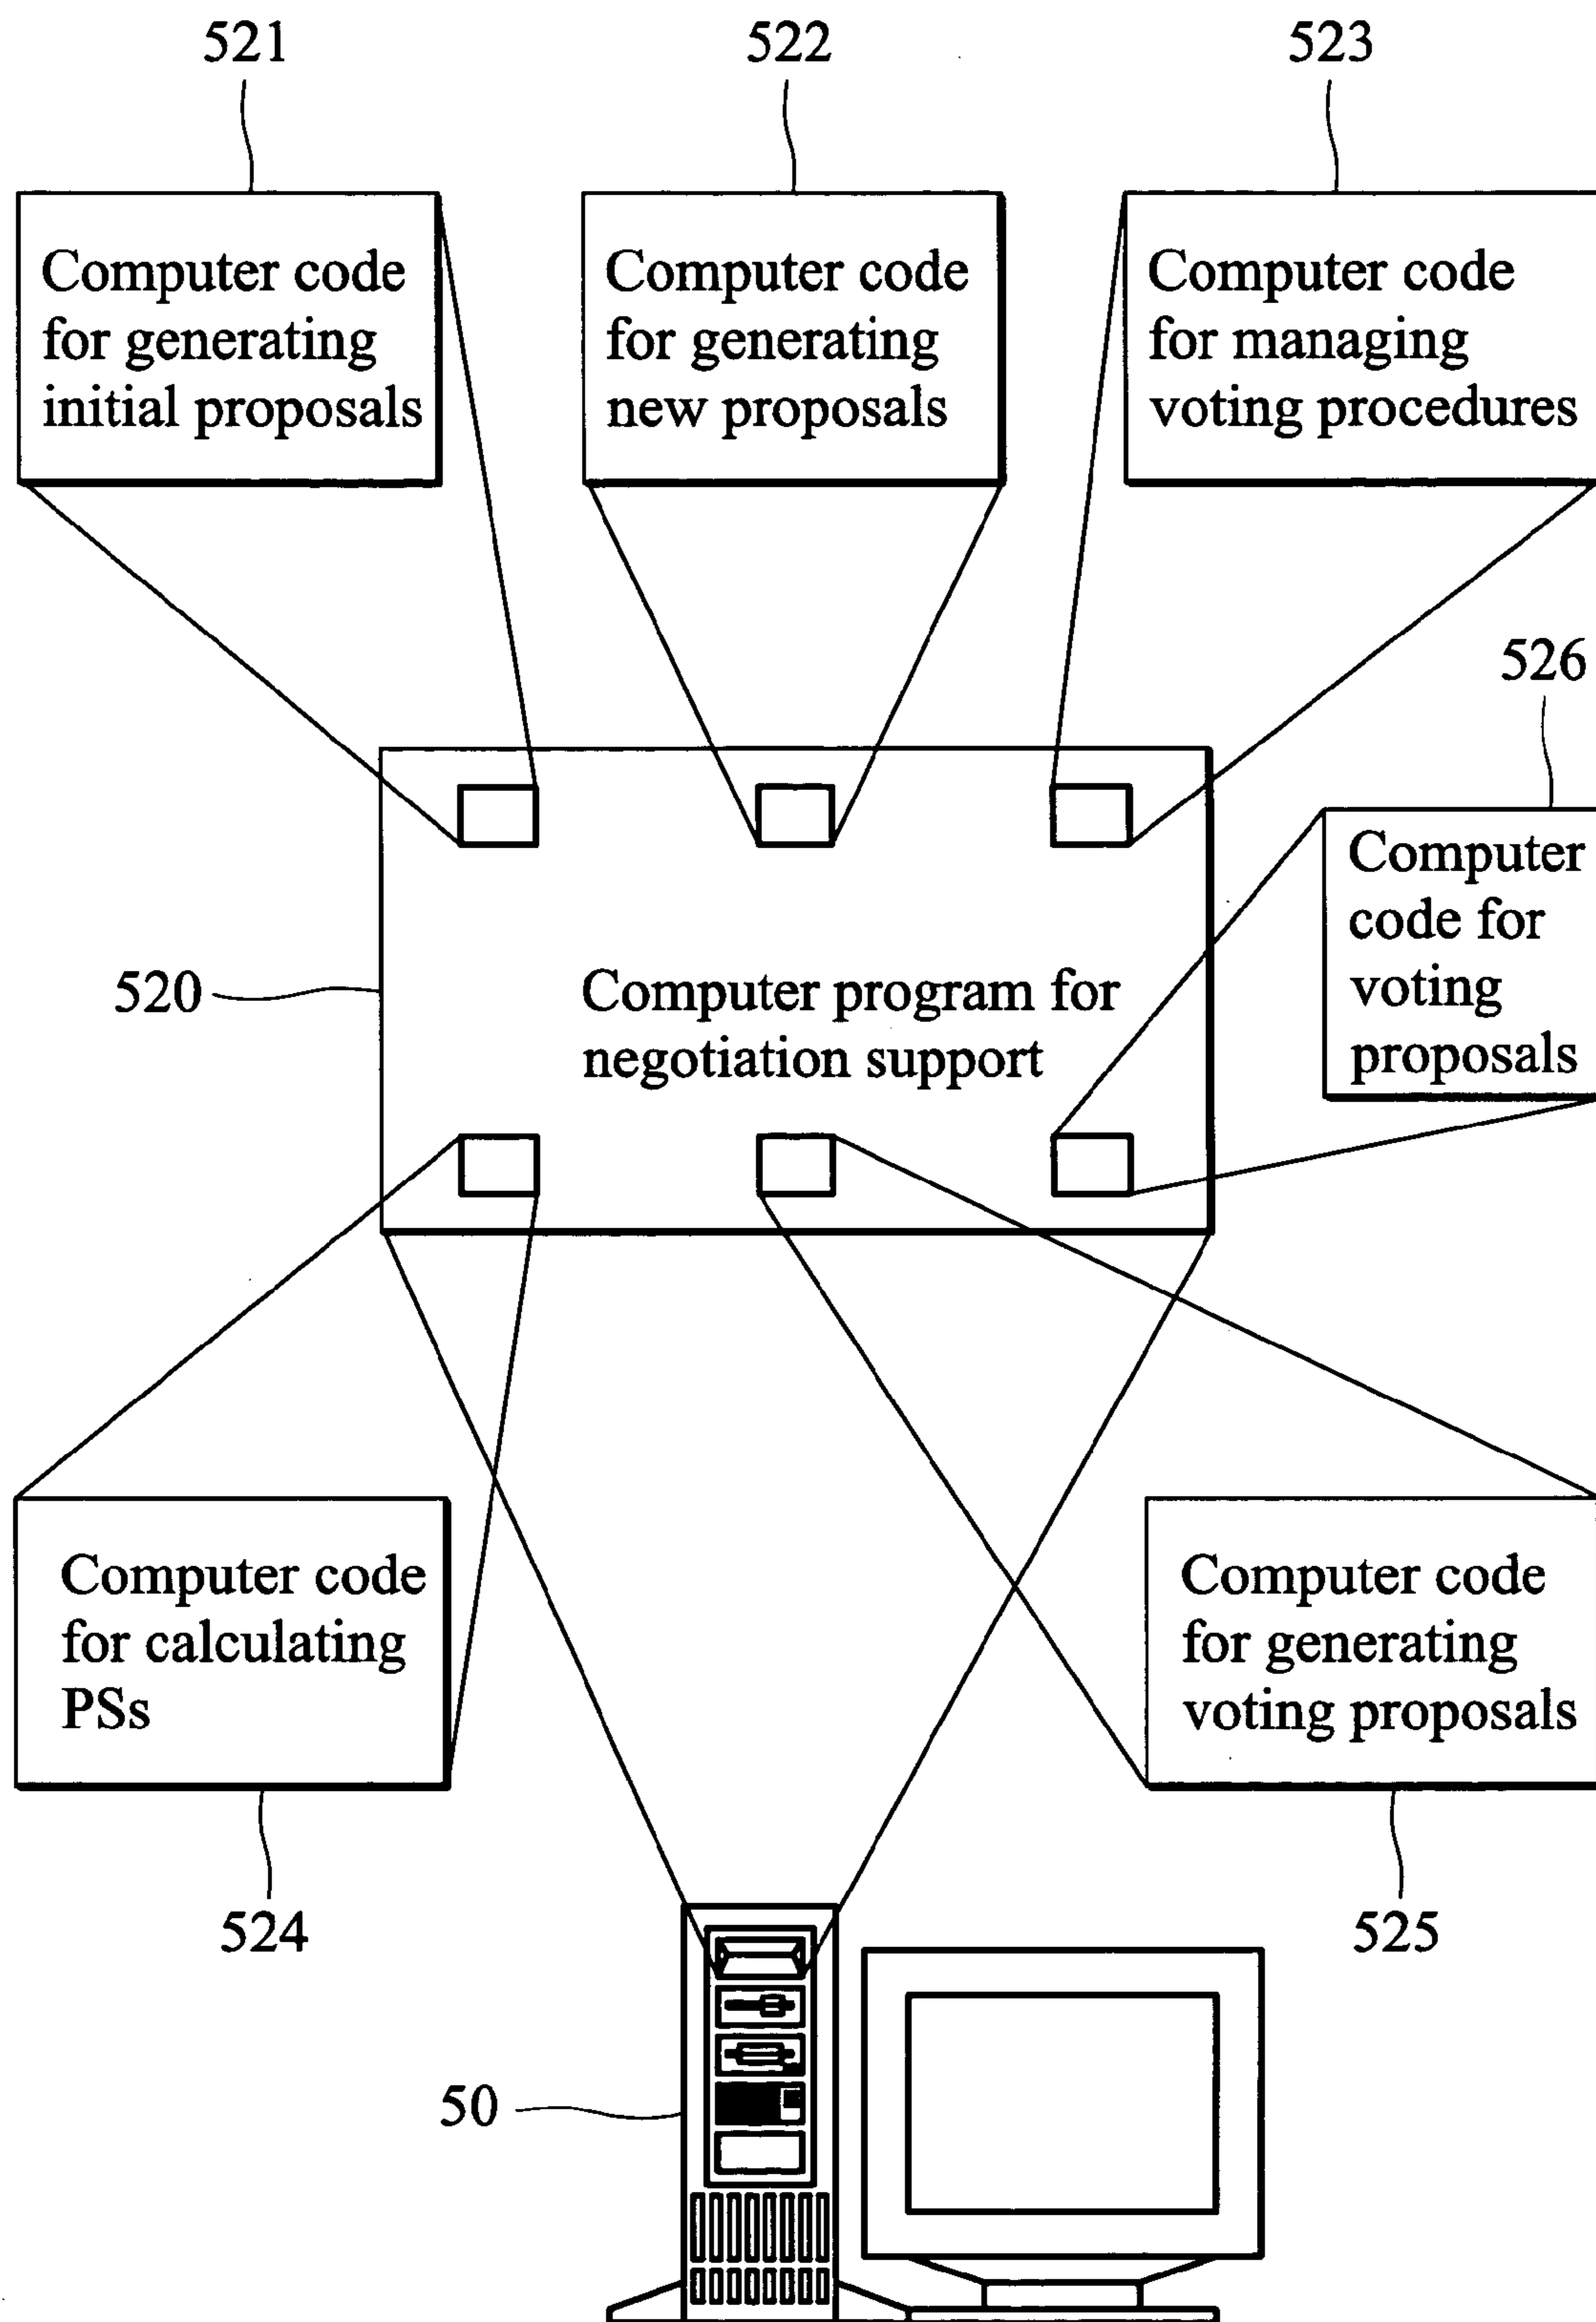 521
522
523
Computer code
for generating
initial proposals
Computer code
for generating
new proposals
Computer code
for managing
voting procedures
526
Computer
code for
voting
proposals
520
Computer program for
negotiation support
Computer code
for calculating
PSs
Computer code
for generating
voting proposals
524
525
50